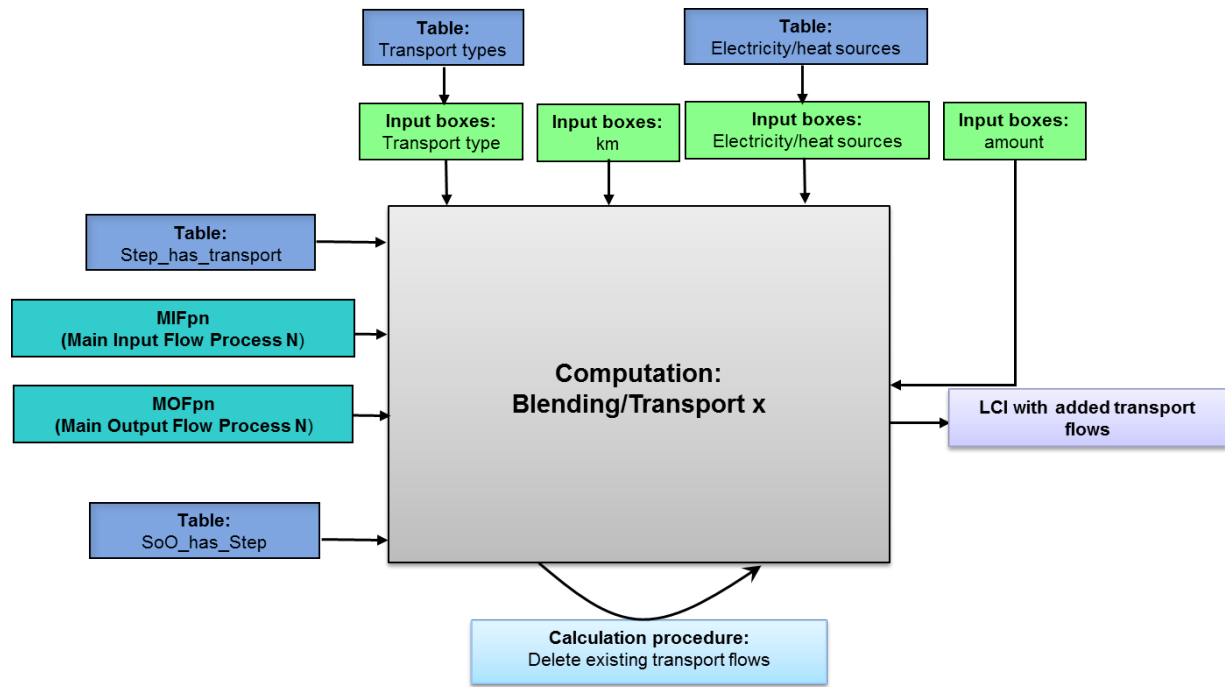 Table:
Transport types
Table:
Electricity/heat sources
Input boxes:
Transport type
Input boxes:
km
Input boxes:
Electricity/heat sources
Input boxes:
amount
Table:
Step_has_transport
MIFpn
(Main Input Flow Process N)
MOFpn
(Main Output Flow Process N)
Table:
SoO_has_Step
Computation:
Blending/Transport x
LCI with added transport
flows
Calculation procedure:
Delete existing transport flows